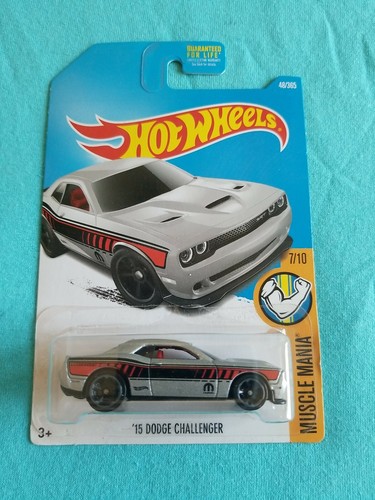 GUARANTEED
FOR LIFE
48/365
HOT WHEELS
7/10
MUSCLE MANIA
3+
'15 DODGE CHALLENGER